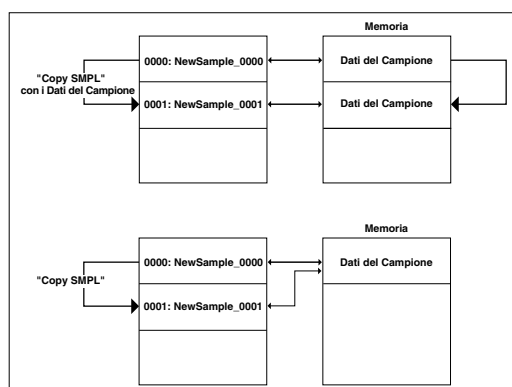 Memoria
0000: NewSample_0000
Dati del Campione
"Copy SMPL"
con i Dati del Campione
0001: NewSample_0001
Dati del Campione
Memoria
0000: NewSample_0000
Dati del Campione
"Copy SMPL"
0001: NewSample_0001